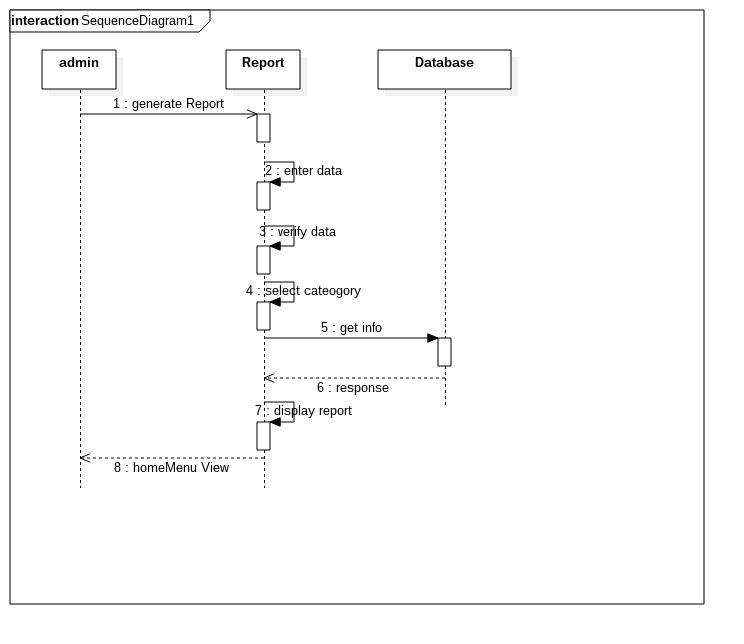 interaction SequenceDiagram1
admin
Report
Database
1 : generate Report
2 : enter data
3 : verify data
4 : select cateogory
5 : get info
6 : response
7 : display report
8 : homeMenu View